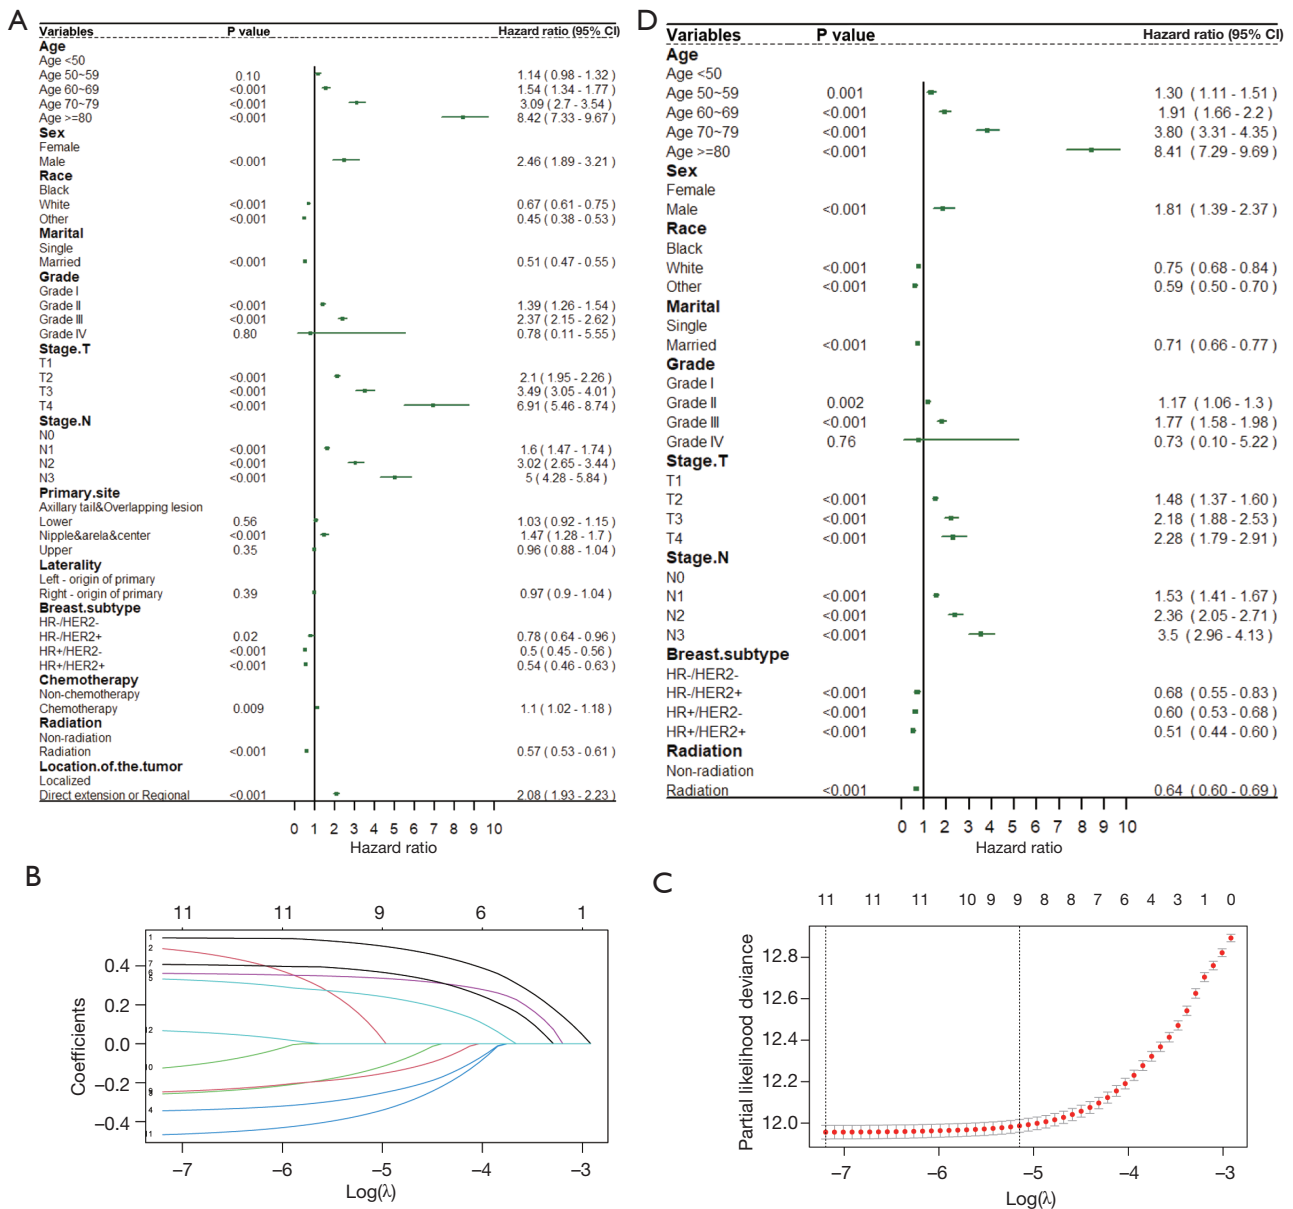 A
Variables P value Hazard ratio (95% CI)
Age
Age <50
Age 50~59 0.10 1.14 ( 0.98 - 1.32 )
Age 60~69 <0.001 1.54 ( 1.34 - 1.77 )
Age 70~79 <0.001 3.09 ( 2.7 - 3.54 )
Age >=80 <0.001 8.42 ( 7.33 - 9.67 )
Sex
Female
Male <0.001 2.46 ( 1.89 - 3.21 )
Race
Black
White <0.001 0.67 ( 0.61 - 0.75 )
Other <0.001 0.45 ( 0.38 - 0.53 )
Marital
Single
Married <0.001 0.51 ( 0.47 - 0.55 )
Grade
Grade I
Grade II <0.001 1.39 ( 1.26 - 1.54 )
Grade III <0.001 2.37 ( 2.15 - 2.62 )
Grade IV 0.80 0.78 ( 0.11 - 5.55 )
Stage.T
T1
T2 <0.001 2.1 ( 1.95 - 2.26 )
T3 <0.001 3.49 ( 3.05 - 4.01 )
T4 <0.001 6.91 ( 5.46 - 8.74 )
Stage.N
N0
N1 <0.001 1.6 ( 1.47 - 1.74 )
N2 <0.001 3.02 ( 2.65 - 3.44 )
N3 <0.001 5 ( 4.28 - 5.84 )
Primary.site
Axillary tail&Overlapping lesion
Lower 0.56 1.03 ( 0.92 - 1.15 )
Nipple&arela&center <0.001 1.47 ( 1.28 - 1.7 )
Upper 0.35 0.96 ( 0.88 - 1.04 )
Laterality
Left - origin of primary
Right - origin of primary 0.39 0.97 ( 0.9 - 1.04 )
Breast.subtype
HR-/HER2-
HR-/HER2+ 0.02 0.78 ( 0.64 - 0.96 )
HR+/HER2- <0.001 0.5 ( 0.45 - 0.56 )
HR+/HER2+ <0.001 0.54 ( 0.46 - 0.63 )
Chemotherapy
Non-chemotherapy
Chemotherapy 0.009 1.1 ( 1.02 - 1.18 )
Radiation
Non-radiation
Radiation <0.001 0.57 ( 0.53 - 0.61 )
Location.of.the.tumor
Localized
Direct extension or Regional <0.001 2.08 ( 1.93 - 2.23 )
0 1 2 3 4 5 6 7 8 9 10
Hazard ratio
D
Variables P value Hazard ratio (95% CI)
Age
Age <50
Age 50~59 0.001 1.30 ( 1.11 - 1.51 )
Age 60~69 <0.001 1.91 ( 1.66 - 2.2 )
Age 70~79 <0.001 3.80 ( 3.31 - 4.35 )
Age >=80 <0.001 8.41 ( 7.29 - 9.69 )
Sex
Female
Male <0.001 1.81 ( 1.39 - 2.37 )
Race
Black
White <0.001 0.75 ( 0.68 - 0.84 )
Other <0.001 0.59 ( 0.50 - 0.70 )
Marital
Single
Married <0.001 0.71 ( 0.66 - 0.77 )
Grade
Grade I
Grade II 0.002 1.17 ( 1.06 - 1.3 )
Grade III <0.001 1.77 ( 1.58 - 1.98 )
Grade IV 0.76 0.73 ( 0.10 - 5.22 )
Stage.T
T1
T2 <0.001 1.48 ( 1.37 - 1.60 )
T3 <0.001 2.18 ( 1.88 - 2.53 )
T4 <0.001 2.28 ( 1.79 - 2.91 )
Stage.N
N0
N1 <0.001 1.53 ( 1.41 - 1.67 )
N2 <0.001 2.36 ( 2.05 - 2.71 )
N3 <0.001 3.5 ( 2.96 - 4.13 )
Breast.subtype
HR-/HER2-
HR-/HER2+ <0.001 0.68 ( 0.55 - 0.83 )
HR+/HER2- <0.001 0.60 ( 0.53 - 0.68 )
HR+/HER2+ <0.001 0.51 ( 0.44 - 0.60 )
Radiation
Non-radiation
Radiation <0.001 0.64 ( 0.60 - 0.69 )
0 1 2 3 4 5 6 7 8 9 10
Hazard ratio
B
11 11 9 6 1
Coefficients
0.4
0.2
0.0
−0.2
−0.4
1
2
7
6
5
12
10
8
4
11
−7 −6 −5 −4 −3
Log(λ)
C
11 11 11 10 9 9 8 8 7 6 4 3 1 0
Partial likelihood deviance
12.8
12.6
12.4
12.2
12.0
−7 −6 −5 −4 −3
Log(λ)